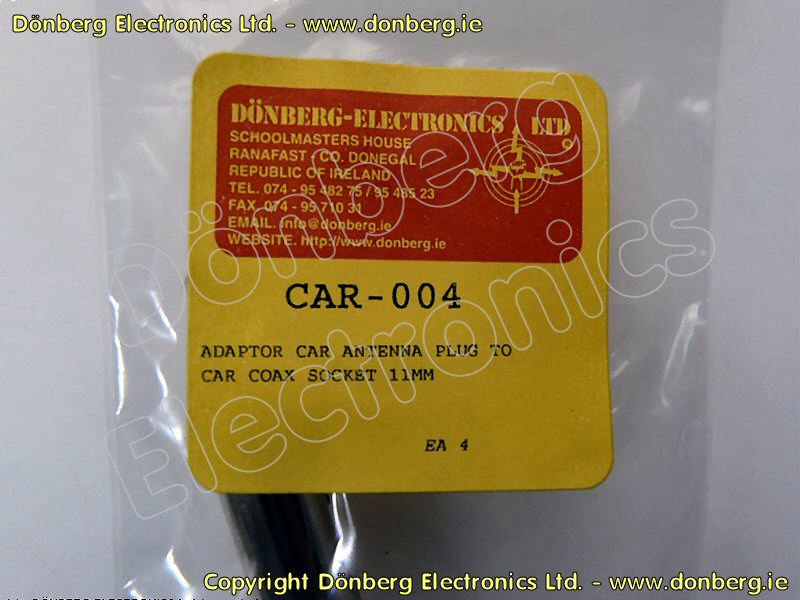 Dönberg Electronics Ltd. - www.donberg.ie
DÖNBERG-ELECTRONICS LTD
SCHOOLMASTERS HOUSE
RANAFAST / CO. DONEGAL
REPUBLIC OF IRELAND
TEL. 074 - 95 482 75 / 95 485 23
FAX. 074 - 95 710 31
EMAIL. info@donberg.ie
WEBSITE. http://www.donberg.ie
CAR-004
ADAPTOR CAR ANTENNA PLUG TO
CAR COAX SOCKET 11MM
EA 4
Dönberg
Electronics
Copyright Dönberg Electronics Ltd. - www.donberg.ie